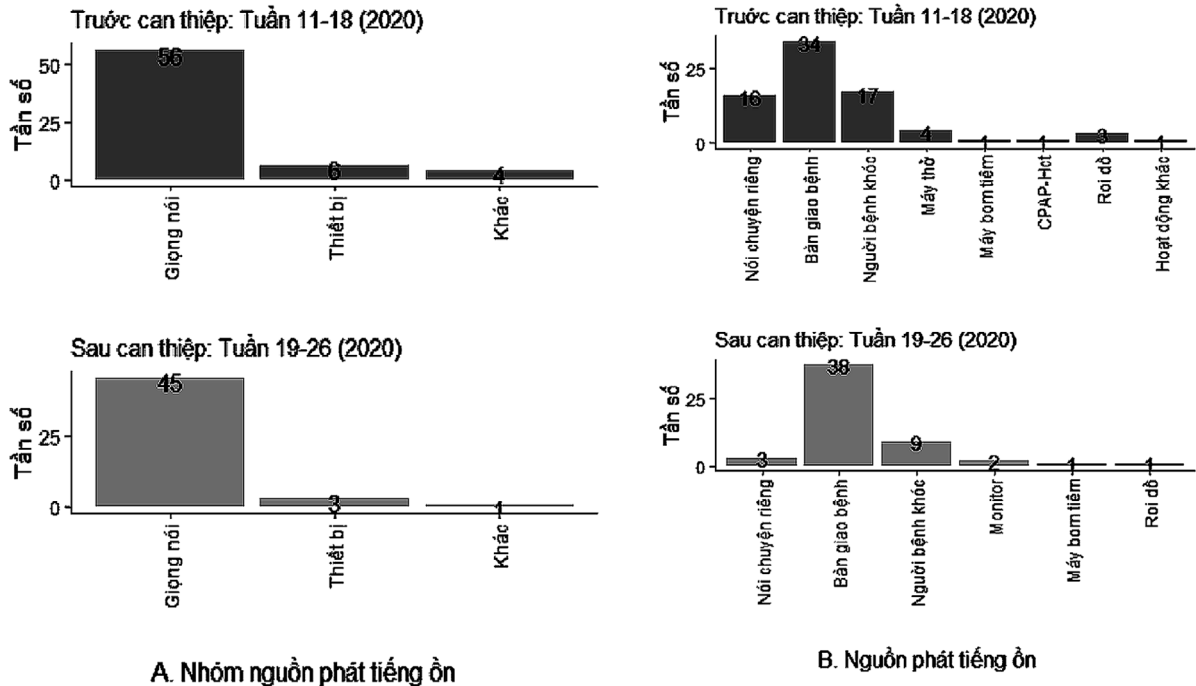 Trước can thiệp: Tuần 11-18 (2020)
Tần số
50
25
0
56
6
4
Giọng nói
Thiết bị
Khác
Sau can thiệp: Tuần 19-26 (2020)
Tần số
25
0
45
3
1
Giọng nói
Thiết bị
Khác
A. Nhóm nguồn phát tiếng ồn
Trước can thiệp: Tuần 11-18 (2020)
Tần số
25
0
16
34
17
4
1
1
3
1
Nói chuyện riêng
Bàn giao bệnh
Người bệnh khóc
Máy thở
Máy bơm tiêm
CPAP-Hct
Rơi đồ
Hoạt động khác
Sau can thiệp: Tuần 19-26 (2020)
Tần số
25
0
3
38
9
2
1
1
Nói chuyện riêng
Bàn giao bệnh
Người bệnh khóc
Monitor
Máy bơm tiêm
Rơi đồ
B. Nguồn phát tiếng ồn